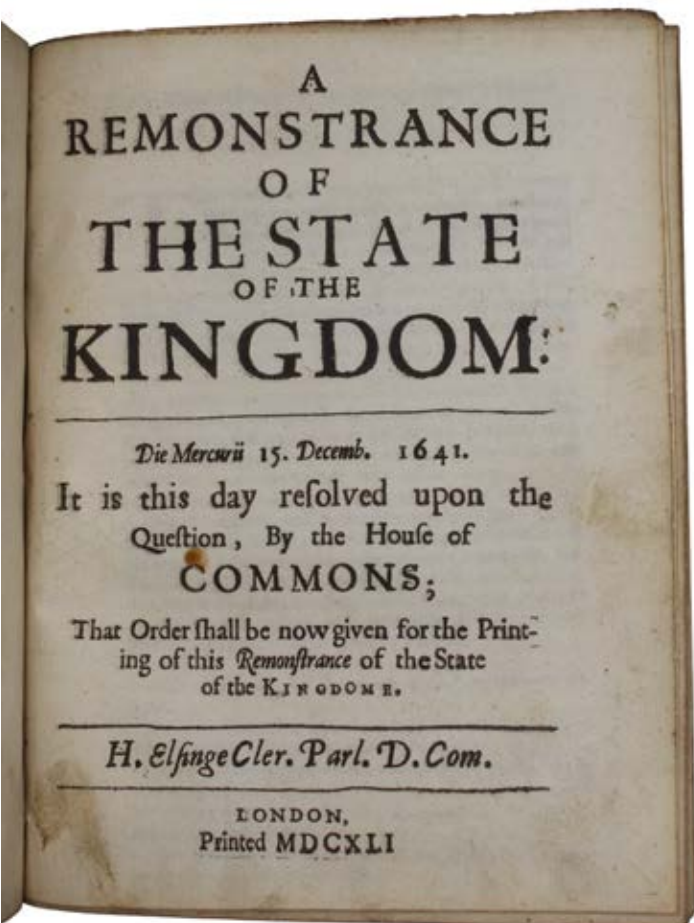 A
REMONSTRANCE
OF
THE STATE
OF THE
KINGDOM:
Die Mercurii 15. Decemb. 1641.
It is this day reſolved upon the
Queſtion, By the Houſe of
COMMONS;
That Order ſhall be now given for the Print-
ing of this Remonſtrance of the State
of the KINGDOME.
H. Elſinge Cler. Parl. D. Com.
LONDON,
Printed MDCXLI